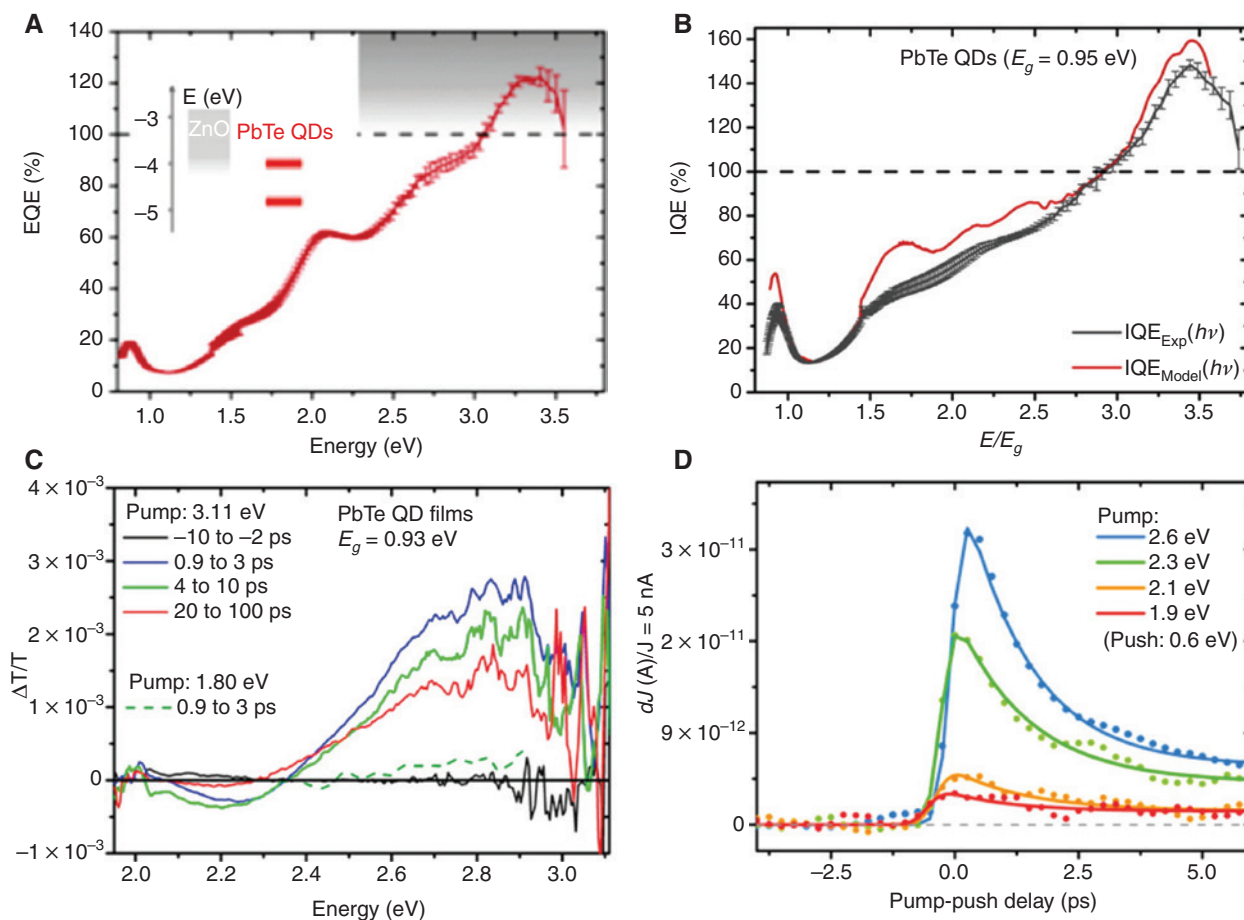 A
140
120
100
80
60
40
20
0
EQE (%)
E (eV)
−3
−4
−5
ZnO
PbTe QDs
1.0
1.5
2.0
2.5
3.0
3.5
Energy (eV)
B
160
140
120
100
80
60
40
20
0
IQE (%)
PbTe QDs (E_g = 0.95 eV)
IQE_Exp(hν)
IQE_Model(hν)
1.0
1.5
2.0
2.5
3.0
3.5
E/E_g
C
4 × 10⁻³
3 × 10⁻³
2 × 10⁻³
1 × 10⁻³
0
−1 × 10⁻³
ΔT/T
Pump: 3.11 eV
−10 to −2 ps
0.9 to 3 ps
4 to 10 ps
20 to 100 ps
PbTe QD films
E_g = 0.93 eV
Pump: 1.80 eV
0.9 to 3 ps
2.0
2.2
2.4
2.6
2.8
3.0
Energy (eV)
D
3 × 10⁻¹¹
2 × 10⁻¹¹
9 × 10⁻¹²
0
dJ (A)/J = 5 nA
Pump:
2.6 eV
2.3 eV
2.1 eV
1.9 eV
(Push: 0.6 eV)
−2.5
0.0
2.5
5.0
Pump-push delay (ps)